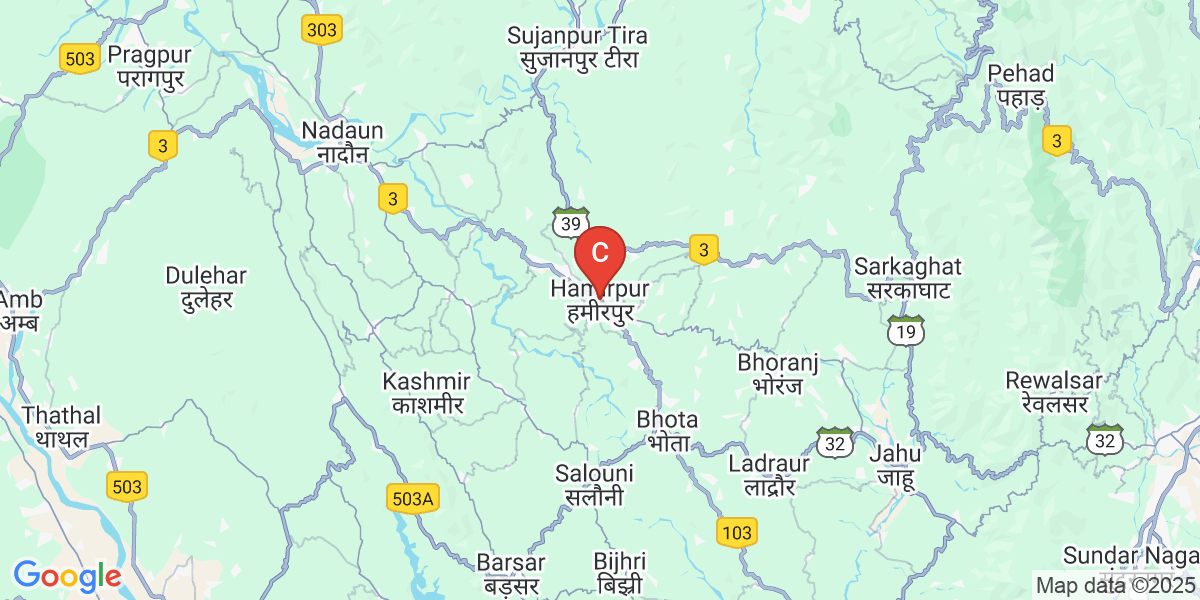 Sujanpur Tira
सुजानपुर टीरा
303
503
Pragpur
परागपुर
Pehad
पहाड़
Nadaun
नादौन
3
3
3
39
C
3
Dulehar
दुलेहर
Sarkaghat
सरकाघाट
Hamirpur
हमीरपुर
Amb
अम्ब
19
Bhoranj
भोरंज
Kashmir
काशमीर
Rewalsar
रेवलसर
Thathal
थाथल
Bhota
भोता
32
32
Jahu
जाहू
Ladraur
लाद्रौर
Salouni
सलौनी
503
503A
103
Barsar
बड़सर
Bijhri
बिझ्री
Sundar Naga
Google
Map data ©2025